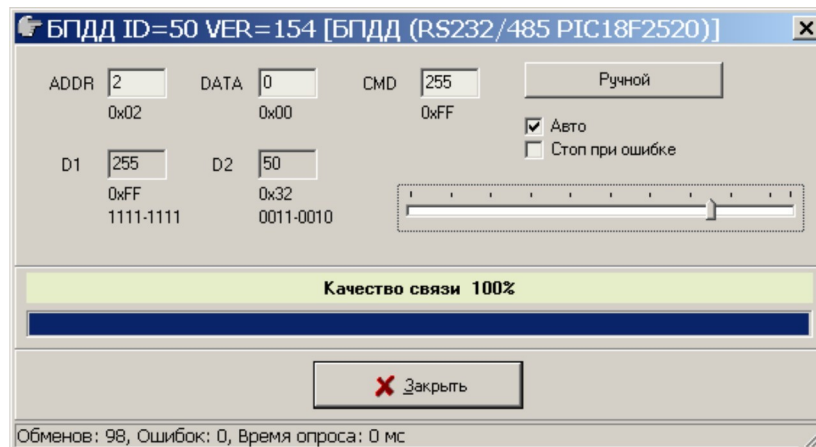 БПДД ID=50 VER=154 [БПДД (RS232/485 PIC18F2520)]
ADDR 2 DATA 0 CMD 255 Ручной
0x02 0x00 0xFF
Авто
Стоп при ошибке
D1 255 D2 50
0xFF 0x32
1111-1111 0011-0010
Качество связи 100%
Закрыть
Обменов: 98, Ошибок: 0, Время опроса: 0 мс